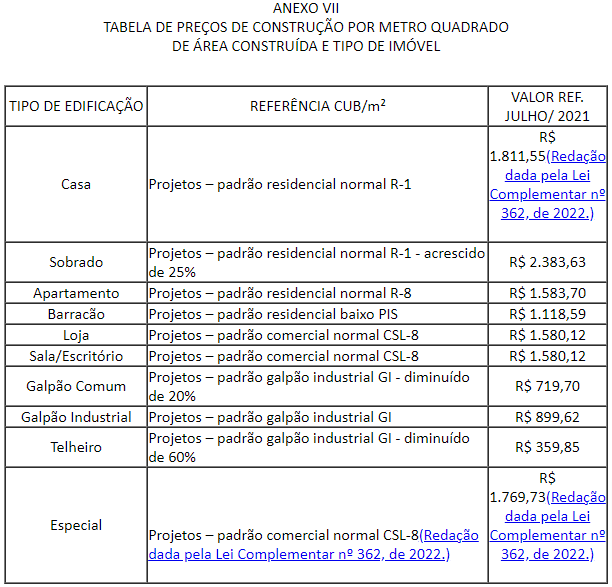 ANEXO VII
TABELA DE PREÇOS DE CONSTRUÇÃO POR METRO QUADRADO
DE ÁREA CONSTRUÍDA E TIPO DE IMÓVEL
TIPO DE EDIFICAÇÃO
REFERÊNCIA CUB/m²
VALOR REF.
JULHO/ 2021
Casa
Projetos – padrão residencial normal R-1
R$
1.811,55(Redação
dada pela Lei
Complementar nº
362, de 2022.)
Sobrado
Projetos – padrão residencial normal R-1 - acrescido
de 25%
R$ 2.383,63
Apartamento
Projetos – padrão residencial normal R-8
R$ 1.583,70
Barracão
Projetos – padrão residencial baixo PIS
R$ 1.118,59
Loja
Projetos – padrão comercial normal CSL-8
R$ 1.580,12
Sala/Escritório
Projetos – padrão comercial normal CSL-8
R$ 1.580,12
Galpão Comum
Projetos – padrão galpão industrial GI - diminuído
de 20%
R$ 719,70
Galpão Industrial
Projetos – padrão galpão industrial GI
R$ 899,62
Telheiro
Projetos – padrão galpão industrial GI - diminuído
de 60%
R$ 359,85
Especial
Projetos – padrão comercial normal CSL-8(Redação
dada pela Lei Complementar nº 362, de 2022.)
R$
1.769,73(Redação
dada pela Lei
Complementar nº
362, de 2022.)